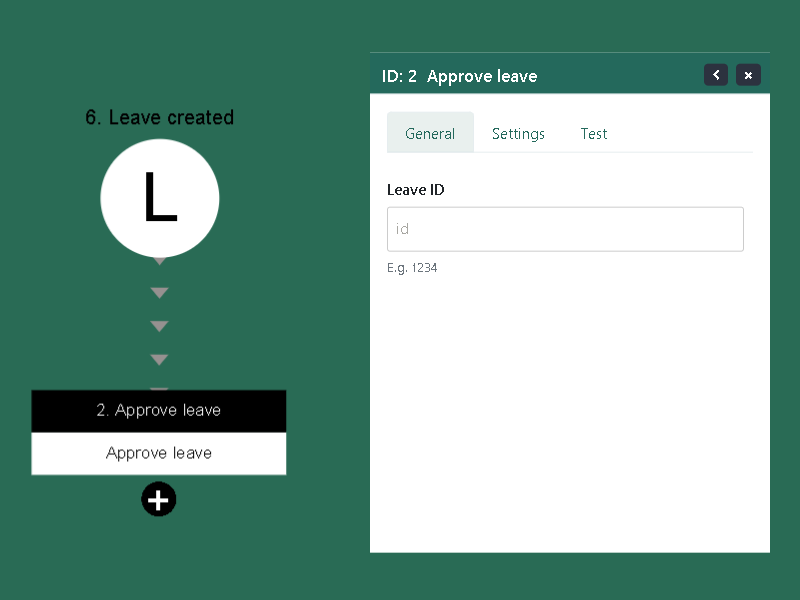 6. Leave created
L
2. Approve leave
Approve leave
ID: 2 Approve leave
General Settings Test
Leave ID
id
E.g. 1234